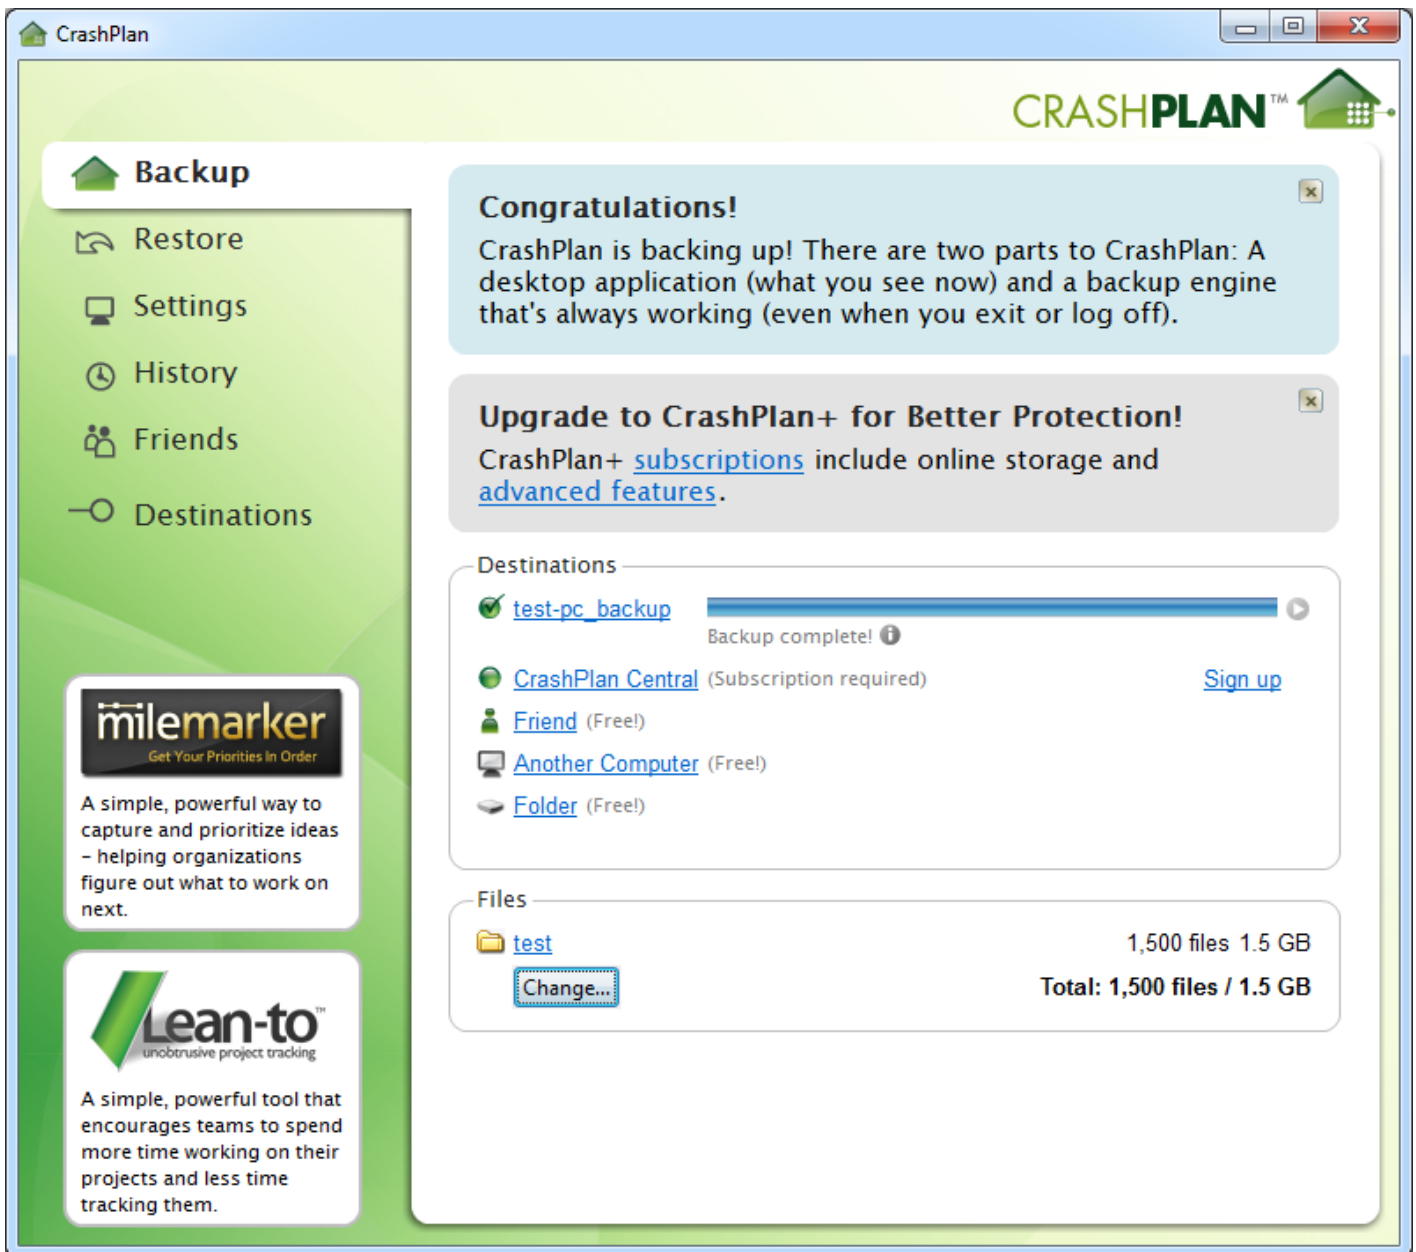 CrashPlan
CRASHPLAN™
Backup
Restore
Settings
History
Friends
Destinations
milemarker
Get Your Priorities In Order
A simple, powerful way to
capture and prioritize ideas
– helping organizations
figure out what to work on
next.
Lean-to™
unobtrusive project tracking
A simple, powerful tool that
encourages teams to spend
more time working on their
projects and less time
tracking them.
Congratulations!
CrashPlan is backing up! There are two parts to CrashPlan: A
desktop application (what you see now) and a backup engine
that's always working (even when you exit or log off).
Upgrade to CrashPlan+ for Better Protection!
CrashPlan+ subscriptions include online storage and
advanced features.
Destinations
test-pc_backup
Backup complete!
CrashPlan Central (Subscription required) Sign up
Friend (Free!)
Another Computer (Free!)
Folder (Free!)
Files
test 1,500 files 1.5 GB
Change... Total: 1,500 files / 1.5 GB